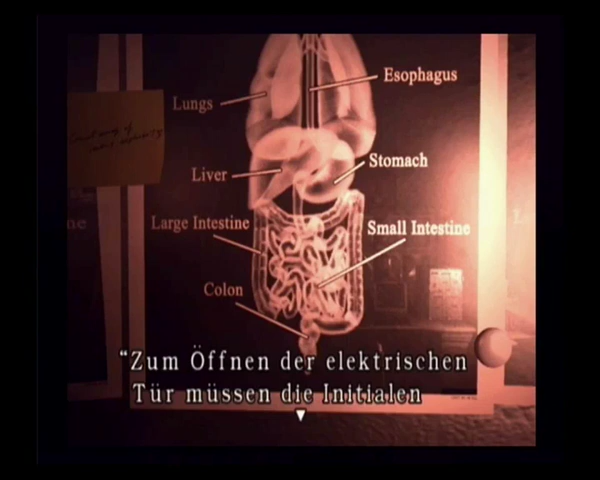 Esophagus
Lungs
Stomach
Liver
Large Intestine
Small Intestine
Colon
“Zum Öffnen der elektrischen
Tür müssen die Initialen